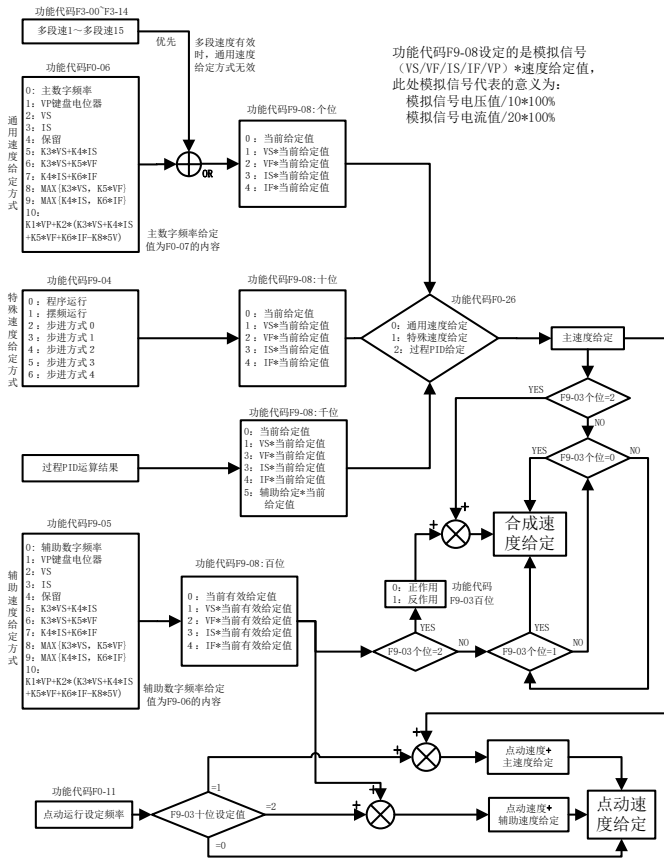 功能代码F3-00~F3-14
多段速1～多段速15
优先
多段速度有效
时，通用速度
给定方式无效
功能代码F9-08设定的是模拟信号
（VS/VF/IS/IF/VP）*速度给定值，
此处模拟信号代表的意义为：
模拟信号电压值/10*100%
模拟信号电流值/20*100%
功能代码F0-06
通用速度给定方式
0: 主数字频率
1: VP键盘电位器
2: VS
3: IS
4: 保留
5: K3*VS+K4*IS
6: K3*VS+K5*VF
7: K4*IS+K6*IF
8: MAX{K3*VS, K5*VF}
9: MAX{K4*IS, K6*IF}
10:
K1*VP+K2*(K3*VS+K4*IS
+K5*VF+K6*IF-K8*5V)
主数字频率给定
值为F0-07的内容
OR
功能代码F9-08:个位
0：当前给定值
1：VS*当前给定值
2：VF*当前给定值
3：IS*当前给定值
4：IF*当前给定值
功能代码F9-04
特殊速度给定方式
0：程序运行
1：摆频运行
2：步进方式0
3：步进方式1
4：步进方式2
5：步进方式3
6：步进方式4
功能代码F9-08:十位
0：当前给定值
1：VS*当前给定值
2：VF*当前给定值
3：IS*当前给定值
4：IF*当前给定值
功能代码F0-26
0：通用速度给定
1：特殊速度给定
2：过程PID给定
主速度给定
过程PID运算结果
功能代码F9-08:千位
0：当前给定值
1：VS*当前给定值
3：VF*当前给定值
3：IS*当前给定值
4：IF*当前给定值
5：辅助给定*当前
给定值
YES
F9-03个位=2
NO
YES
F9-03个位=0
NO
+
+
合成速
度给定
功能代码F9-05
辅助速度给定方式
0: 辅助数字频率
1: VP键盘电位器
2: VS
3: IS
4: 保留
5: K3*VS+K4*IS
6: K3*VS+K5*VF
7: K4*IS+K6*IF
8: MAX{K3*VS, K5*VF}
9: MAX{K4*IS, K6*IF}
10:
K1*VP+K2*(K3*VS+K4*IS
+K5*VF+K6*IF-K8*5V)
辅助数字频率给定
值为F9-06的内容
功能代码F9-08:百位
0：当前有效给定值
1：VS*当前有效给定值
2：VF*当前有效给定值
3：IS*当前有效给定值
4：IF*当前有效给定值
0：正作用
1：反作用
功能代码
F9-03百位
YES
F9-03个位=2
NO
YES
F9-03个位=1
NO
+
+
点动速度+
主速度给定
功能代码F0-11
点动运行设定频率
F9-03十位设定值
=1
=2
=0
+
+
点动速度+
辅助速度给定
点动速
度给定